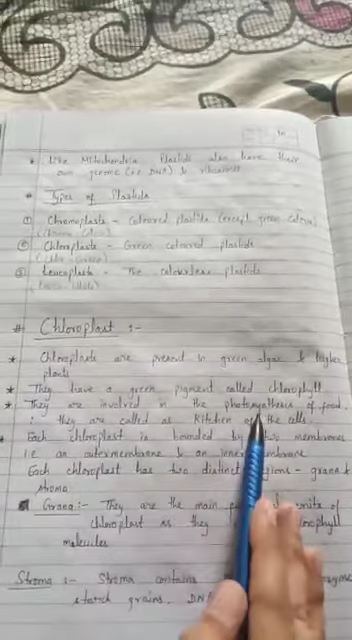 * Like Mitochondria Plastids also have their
own genome (i.e DNA) & ribosomes
* Types of Plastids
① Chromoplasts - coloured plastids (except green colour)
② Chloroplasts - Green coloured plastids
③ Leucoplasts - The colourless plastids
# Chloroplast :-
* Chloroplasts are present in green algae & higher
plants
* They have a green pigment called chlorophyll
* They are involved in the photosynthesis of food.
∴ they are called as kitchen of the cells.
* Each chloroplast is bounded by two membranes
i.e an outermembrane & an inner membrane
Each chloroplast has two distinct regions - grana &
stroma
Grana :- They are the main
chloroplast as they
molecules
Stroma :- Stroma contains
starch grains, DNA